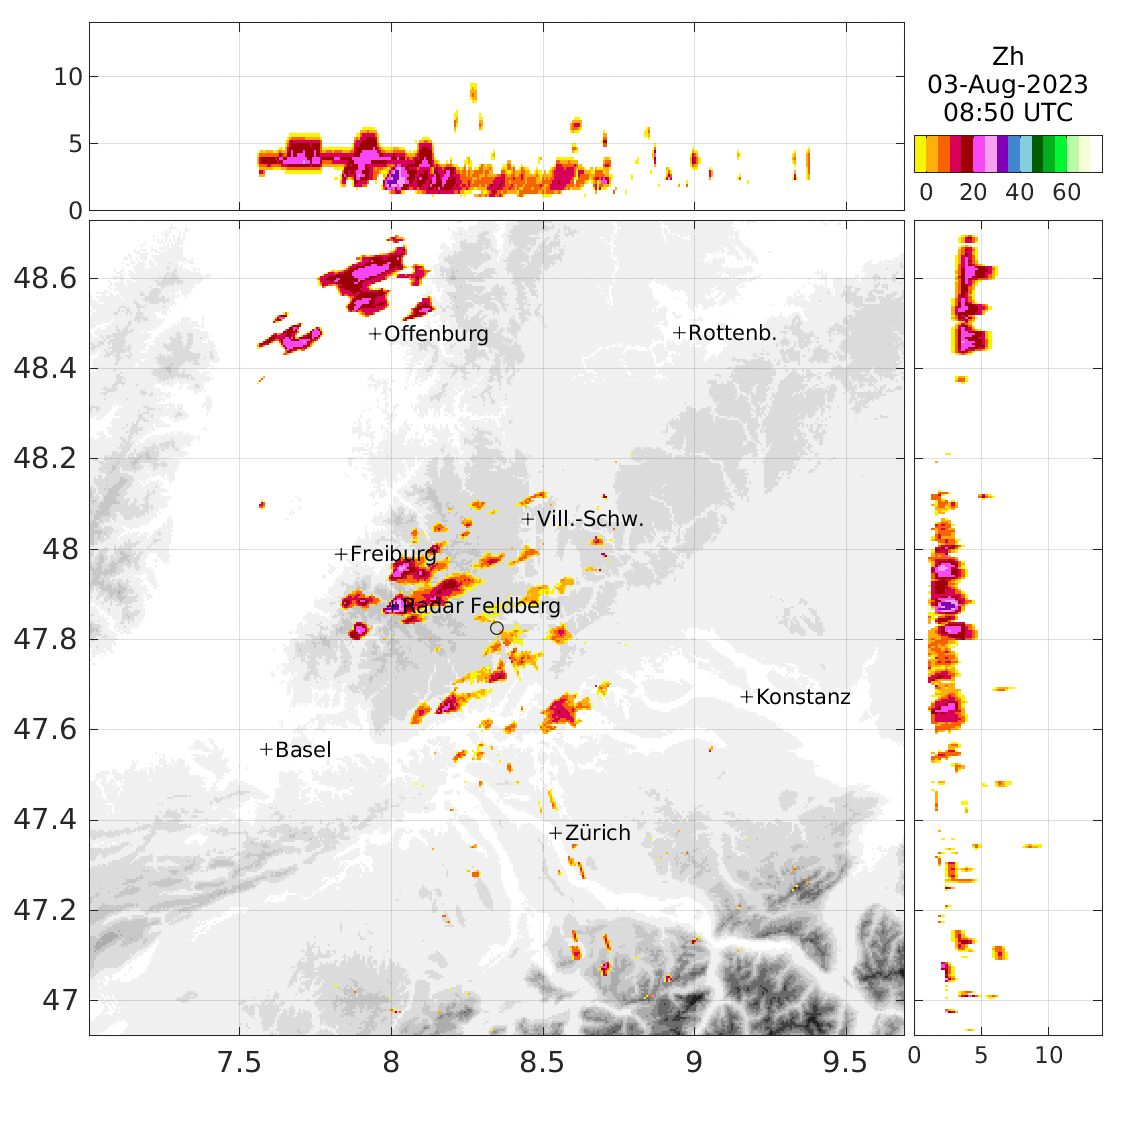 10
5
0
Zh
03-Aug-2023
08:50 UTC
0 20 40 60
48.6
48.4
48.2
48
47.8
47.6
47.4
47.2
47
Offenburg
Rottenb.
Vill.-Schw.
Freiburg
Radar Feldberg
Konstanz
Basel
Zürich
7.5 8 8.5 9 9.5
0 5 10